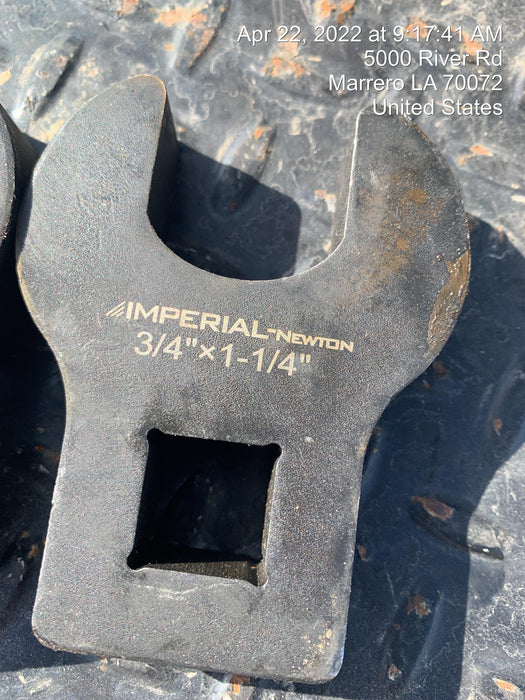 Apr 22, 2022 at 9:17:41 AM
5000 River Rd
Marrero LA 70072
United States
IMPERIAL-NEWTON
3/4"×1-1/4"